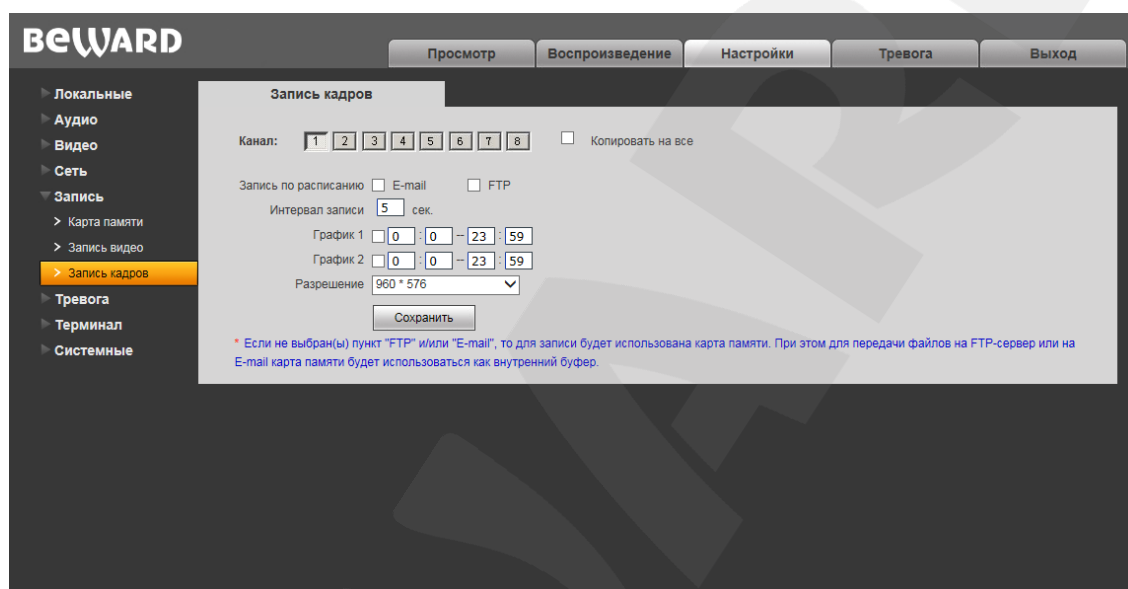 BEWARD
Просмотр Воспроизведение Настройки Тревога Выход
Локальные
Аудио
Видео
Сеть
Запись
> Карта памяти
> Запись видео
> Запись кадров
Тревога
Терминал
Системные
Запись кадров
Канал: 1 2 3 4 5 6 7 8 Копировать на все
Запись по расписанию E-mail FTP
Интервал записи 5 сек.
График 1 0 : 0 -- 23 : 59
График 2 0 : 0 -- 23 : 59
Разрешение 960 * 576
Сохранить
* Если не выбран(ы) пункт "FTP" и/или "E-mail", то для записи будет использована карта памяти. При этом для передачи файлов на FTP-сервер или на
E-mail карта памяти будет использоваться как внутренний буфер.